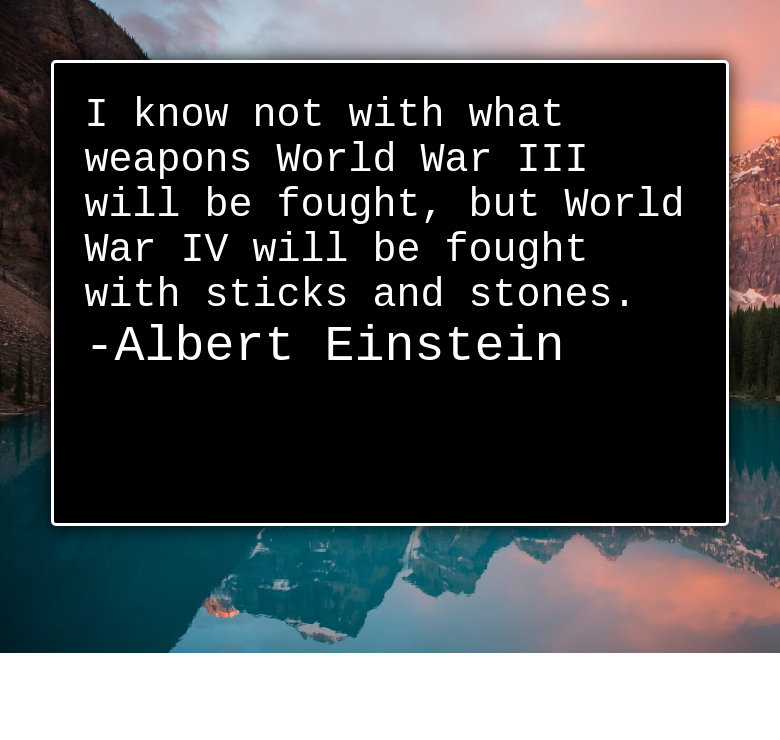 I know not with what
weapons World War III
will be fought, but World
War IV will be fought
with sticks and stones.
-Albert Einstein